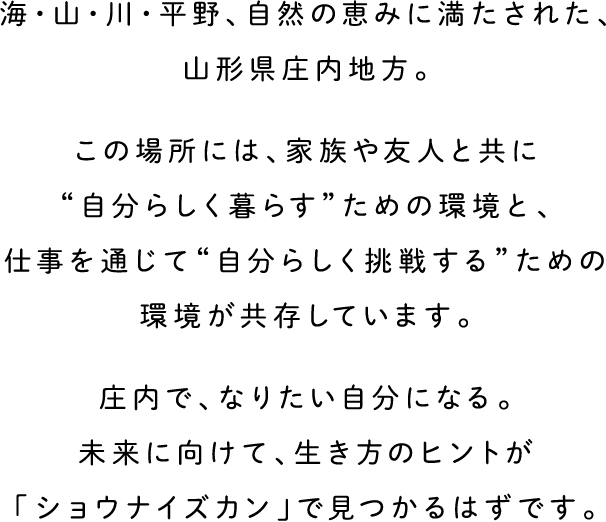 海・山・川・平野、自然の恵みに満たされた、
山形県庄内地方。
この場所には、家族や友人と共に
“自分らしく暮らす”ための環境と、
仕事を通じて“自分らしく挑戦する”ための
環境が共存しています。
庄内で、なりたい自分になる。
未来に向けて、生き方のヒントが
「ショウナイズカン」で見つかるはずです。